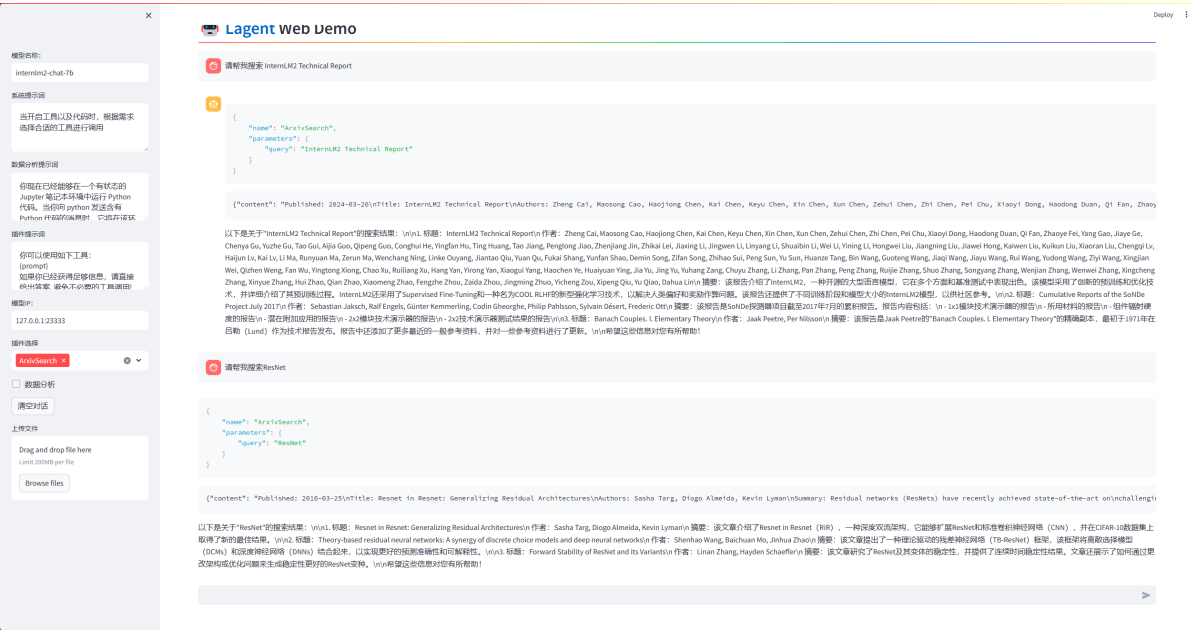 ×
Deploy
模型名称:
internlm2-chat-7b
系统提示词
当开启工具以及代码时，根据需求
选择合适的工具进行调用
数据分析提示词
你现在已经能够在一个有状态的
Jupyter 笔记本环境中运行 Python
代码。当你向 python 发送含有
Python 代码的消息时，它将在该环
插件提示词
你可以使用如下工具：
{prompt}
如果你已经获得足够信息，请直接
给出答案. 避免不必要的工具调用!
模型IP:
127.0.0.1:23333
插件选择
ArxivSearch ×
数据分析
清空对话
上传文件
Drag and drop file here
Limit 200MB per file
Browse files
Lagent Web Demo
请帮我搜索 InternLM2 Technical Report
{
"name": "ArxivSearch",
"parameters": {
"query": "InternLM2 Technical Report"
}
}
{"content": "Published: 2024-03-26\nTitle: InternLM2 Technical Report\nAuthors: Zheng Cai, Maosong Cao, Haojiong Chen, Kai Chen, Keyu Chen, Xin Chen, Xun Chen, Zehui Chen, Zhi Chen, Pei Chu, Xiaoyi Dong, Haodong Duan, Qi Fan, Zhaoy
以下是关于"InternLM2 Technical Report"的搜索结果：\n\n1. 标题：InternLM2 Technical Report\n 作者：Zheng Cai, Maosong Cao, Haojiong Chen, Kai Chen, Keyu Chen, Xin Chen, Xun Chen, Zehui Chen, Zhi Chen, Pei Chu, Xiaoyi Dong, Haodong Duan, Qi Fan, Zhaoye Fei, Yang Gao, Jiaye Ge,
Chenya Gu, Yuzhe Gu, Tao Gui, Aijia Guo, Qipeng Guo, Conghui He, Yingfan Hu, Ting Huang, Tao Jiang, Penglong Jiao, Zhenjiang Jin, Zhikai Lei, Jiaxing Li, Jingwen Li, Linyang Li, Shuaibin Li, Wei Li, Yining Li, Hongwei Liu, Jiangning Liu, Jiawei Hong, Kaiwen Liu, Kuikun Liu, Xiaoran Liu, Chengqi Lv,
Haijun Lv, Kai Lv, Li Ma, Runyuan Ma, Zerun Ma, Wenchang Ning, Linke Ouyang, Jiantao Qiu, Yuan Qu, Fukai Shang, Yunfan Shao, Demin Song, Zifan Song, Zhihao Sui, Peng Sun, Yu Sun, Huanze Tang, Bin Wang, Guoteng Wang, Jiaqi Wang, Jiayu Wang, Rui Wang, Yudong Wang, Ziyi Wang, Xingjian
Wei, Qizhen Weng, Fan Wu, Yingtong Xiong, Chao Xu, Ruiliang Xu, Hang Yan, Yirong Yan, Xiaogui Yang, Haochen Ye, Huaiyuan Ying, Jia Yu, Jing Yu, Yuhang Zang, Chuyu Zhang, Li Zhang, Pan Zhang, Peng Zhang, Ruijie Zhang, Shuo Zhang, Songyang Zhang, Wenjian Zhang, Wenwei Zhang, Xingcheng
Zhang, Xinyue Zhang, Hui Zhao, Qian Zhao, Xiaomeng Zhao, Fengzhe Zhou, Zaida Zhou, Jingming Zhuo, Yicheng Zou, Xipeng Qiu, Yu Qiao, Dahua Lin\n 摘要：该报告介绍了InternLM2，一种开源的大型语言模型，它在多个方面和基准测试中表现出色。该模型采用了创新的预训练和优化技
术，并详细介绍了其预训练过程。InternLM2还采用了Supervised Fine-Tuning和一种名为COOL RLHF的新型强化学习技术，以解决人类偏好和奖励作弊问题。该报告还提供了不同训练阶段和模型大小的InternLM2模型，以供社区参考。\n\n2. 标题：Cumulative Reports of the SoNDe
Project July 2017\n 作者：Sebastian Jaksch, Ralf Engels, Günter Kemmerling, Codin Gheorghe, Philip Pahlsson, Sylvain Désert, Frederic Ott\n 摘要：该报告是SoNDe探测器项目截至2017年7月的累积报告。报告内容包括：\n - 1x1模块技术演示器的报告\n - 所用材料的报告\n - 组件辐射硬
度的报告\n - 潜在附加应用的报告\n - 2x2模块技术演示器的报告\n - 2x2技术演示器测试结果的报告\n\n3. 标题：Banach Couples. I. Elementary Theory\n 作者：Jaak Peetre, Per Nilsson\n 摘要：该报告是Jaak Peetre的"Banach Couples. I. Elementary Theory"的精确副本，最初于1971年在
吕勒（Lund）作为技术报告发布。报告中还添加了更多最近的一般参考资料，并对一些参考资料进行了更新。\n\n希望这些信息对您有所帮助！
请帮我搜索ResNet
{
"name": "ArxivSearch",
"parameters": {
"query": "ResNet"
}
}
{"content": "Published: 2016-03-25\nTitle: Resnet in Resnet: Generalizing Residual Architectures\nAuthors: Sasha Targ, Diogo Almeida, Kevin Lyman\nSummary: Residual networks (ResNets) have recently achieved state-of-the-art on\nchallengin
以下是关于"ResNet"的搜索结果：\n\n1. 标题：Resnet in Resnet: Generalizing Residual Architectures\n 作者：Sasha Targ, Diogo Almeida, Kevin Lyman\n 摘要：该文章介绍了Resnet in Resnet（RiR），一种深度双流架构，它能够扩展ResNet和标准卷积神经网络（CNN），并在CIFAR-10数据集上
取得了新的最佳结果。\n\n2. 标题：Theory-based residual neural networks: A synergy of discrete choice models and deep neural networks\n 作者：Shenhao Wang, Baichuan Mo, Jinhua Zhao\n 摘要：该文章提出了一种理论驱动的残差神经网络（TB-ResNet）框架，该框架将离散选择模型
（DCMs）和深度神经网络（DNNs）结合起来，以实现更好的预测准确性和可解释性。\n\n3. 标题：Forward Stability of ResNet and Its Variants\n 作者：Linan Zhang, Hayden Schaeffer\n 摘要：该文章研究了ResNet及其变体的稳定性，并提供了连续时间稳定性结果。文章还展示了如何通过更
改架构或优化问题来生成稳定性更好的ResNet变种。\n\n希望这些信息对您有所帮助！